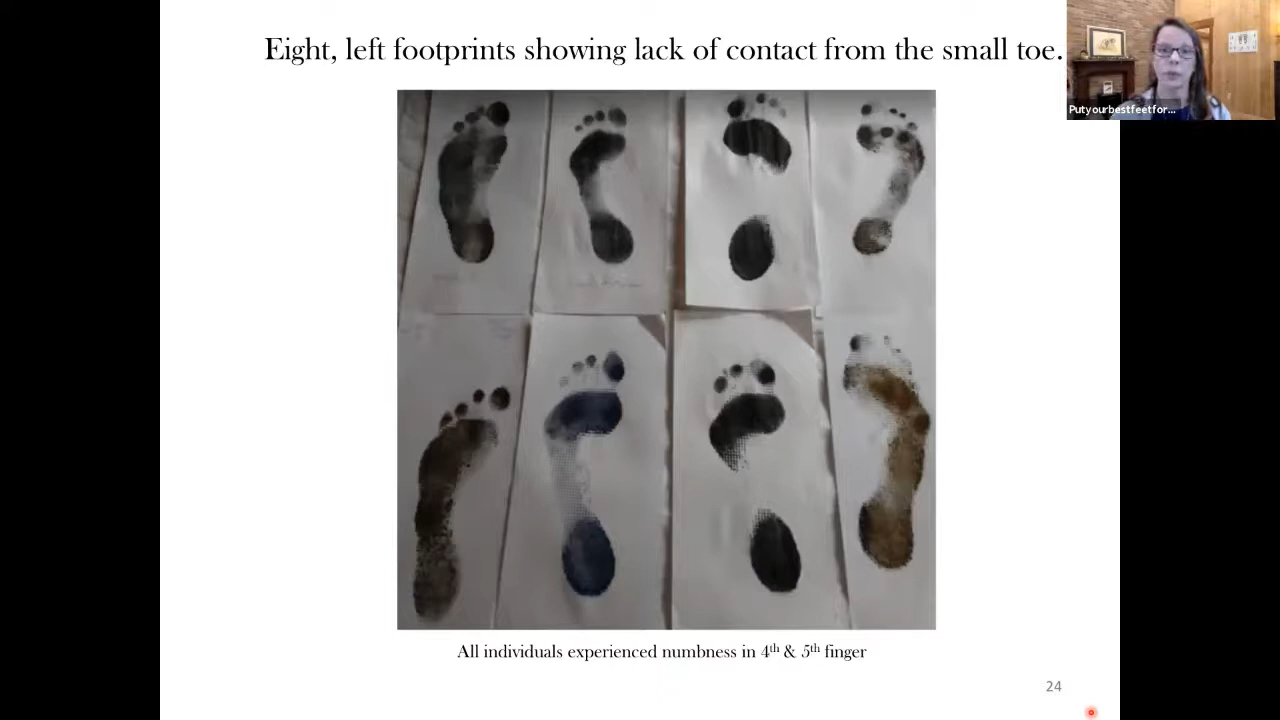 Eight, left footprints showing lack of contact from the small toe.
Putyourbestfeetfor...
All individuals experienced numbness in 4th & 5th finger
24